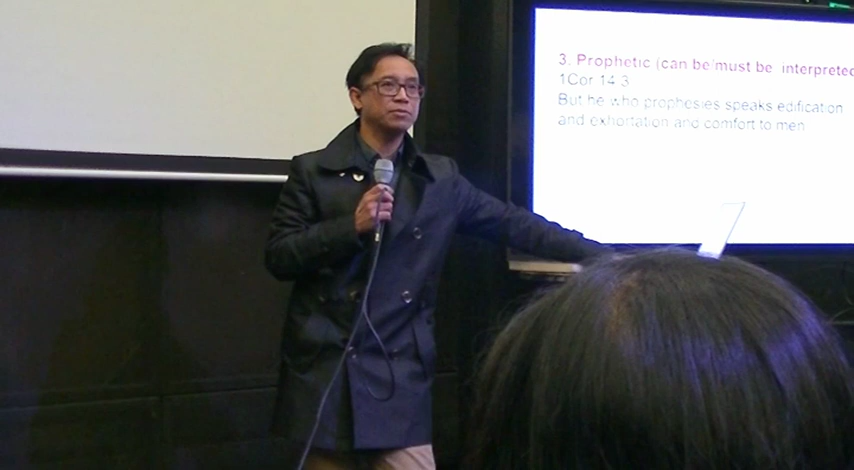 3. Prophetic (can be/must be interpreted
1Cor 14:3
But he who prophesies speaks edification
and exhortation and comfort to men